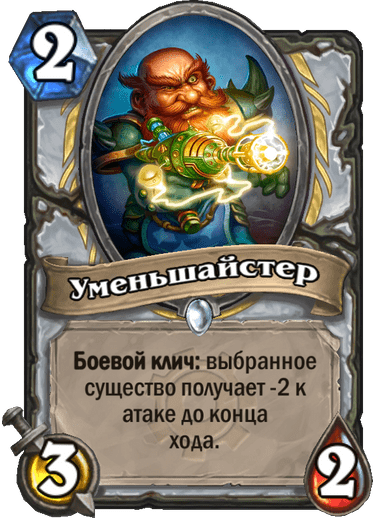 2
Уменьшайстер
Боевой клич: выбранное
существо получает -2 к
атаке до конца
хода.
3
2